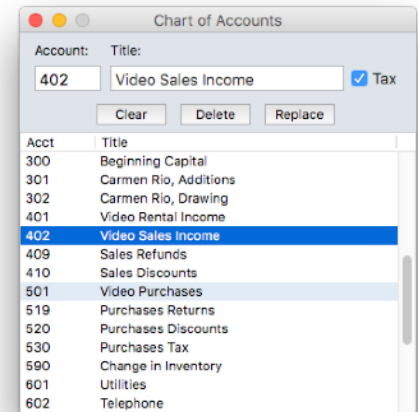 Chart of Accounts
Account: Title:
402 Video Sales Income Tax
Clear Delete Replace
Acct Title
300 Beginning Capital
301 Carmen Rio, Additions
302 Carmen Rio, Drawing
401 Video Rental Income
402 Video Sales Income
409 Sales Refunds
410 Sales Discounts
501 Video Purchases
519 Purchases Returns
520 Purchases Discounts
530 Purchases Tax
590 Change in Inventory
601 Utilities
602 Telephone